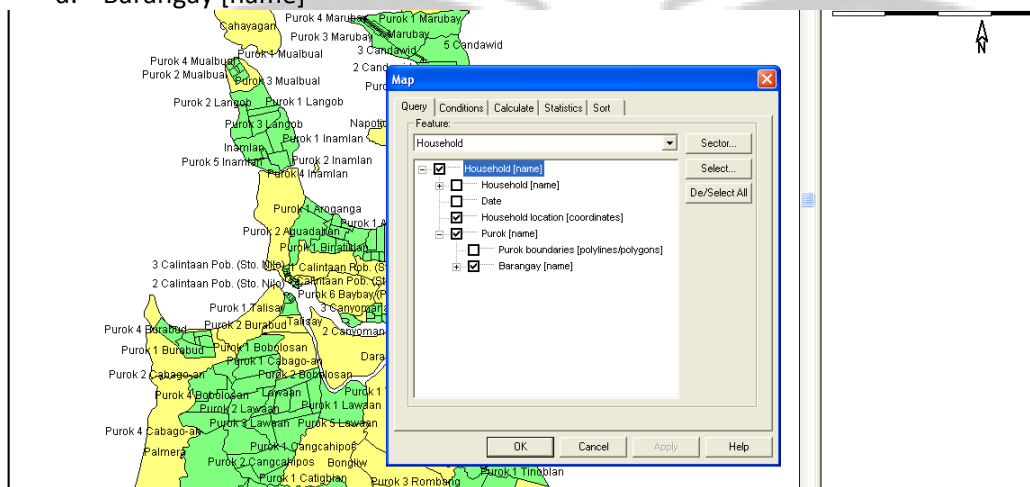 d. Barangay [name]
Purok 4 Marubay Purok 1 Marubay
Cahayagan
Purok 3 Marubay Marubay
3 Candawid 5 Candawid
Purok 1 Mualbual
Purok 4 Mualbual
2 Cand
Purok 2 Mualbual Purok 3 Mualbual
Purok 2 Langob Purok 1 Langob
Purok 3 Langob
Purok 1 Inamlan
Inamlan
Purok 5 Inamlan Purok 2 Inamlan
Purok 4 Inamlan
Purok 1 Aroganga
Purok 2 Aguadahan
Purok 1 Binatiklan
3 Calintaan Pob. (Sto. Nijo) 1 Calintaan Pob. (S
2 Calintaan Pob. (Sto. Nijo) Calintaan Pob.
Purok 6 Baybay (P
Purok 1 Talisay
Talisay
Purok 4 Burabud Purok 2 Burabud
2 Canyoman
Purok 1 Burabud Purok 1 Bobolosan
Purok 1 Cabago-an
Dara
Purok 2 Cabago-an Purok 2 Bobolosan
Purok 4 Bobolosan Lawaan
Purok 1
Purok 2 Lawaan Purok 1 Lawaan
Purok 3 Lawaan Purok 5 Lawaan
Purok 4 Cabago-an
Purok 1 Cangcahipos
Palmera
Purok 2 Cangcahipos Bongliw
Purok 1 Tinoblan
Purok 1 Catigbian Purok 3 Rombang
N
Map
Query Conditions Calculate Statistics Sort
Feature:
Household Sector...
Household [name] Select...
Household [name] De/Select All
Date
Household location [coordinates]
Purok [name]
Purok boundaries [polylines/polygons]
Barangay [name]
OK Cancel Apply Help